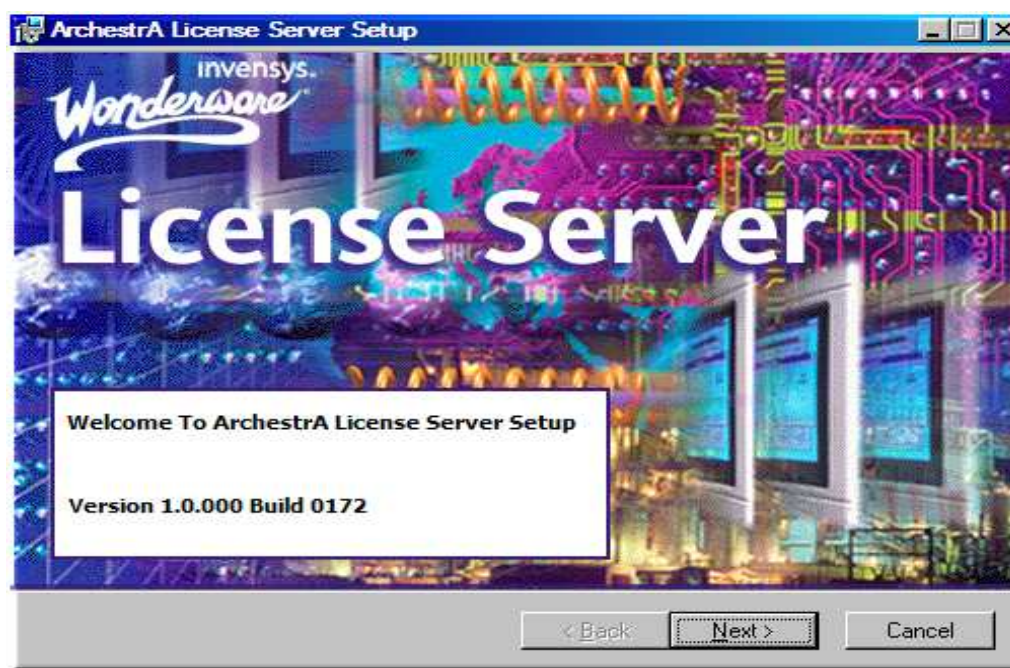 ArchestrA License Server Setup
invensys.
Wonderware
License Server
Welcome To ArchestrA License Server Setup
Version 1.0.000 Build 0172
< Back
Next >
Cancel